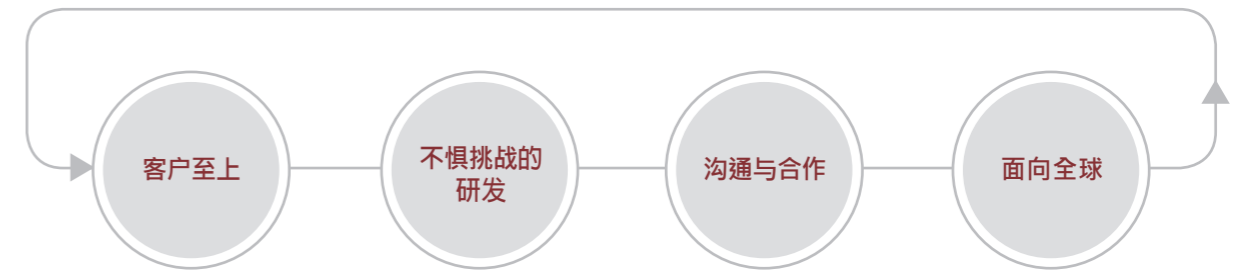 客户至上
不惧挑战的
研发
沟通与合作
面向全球